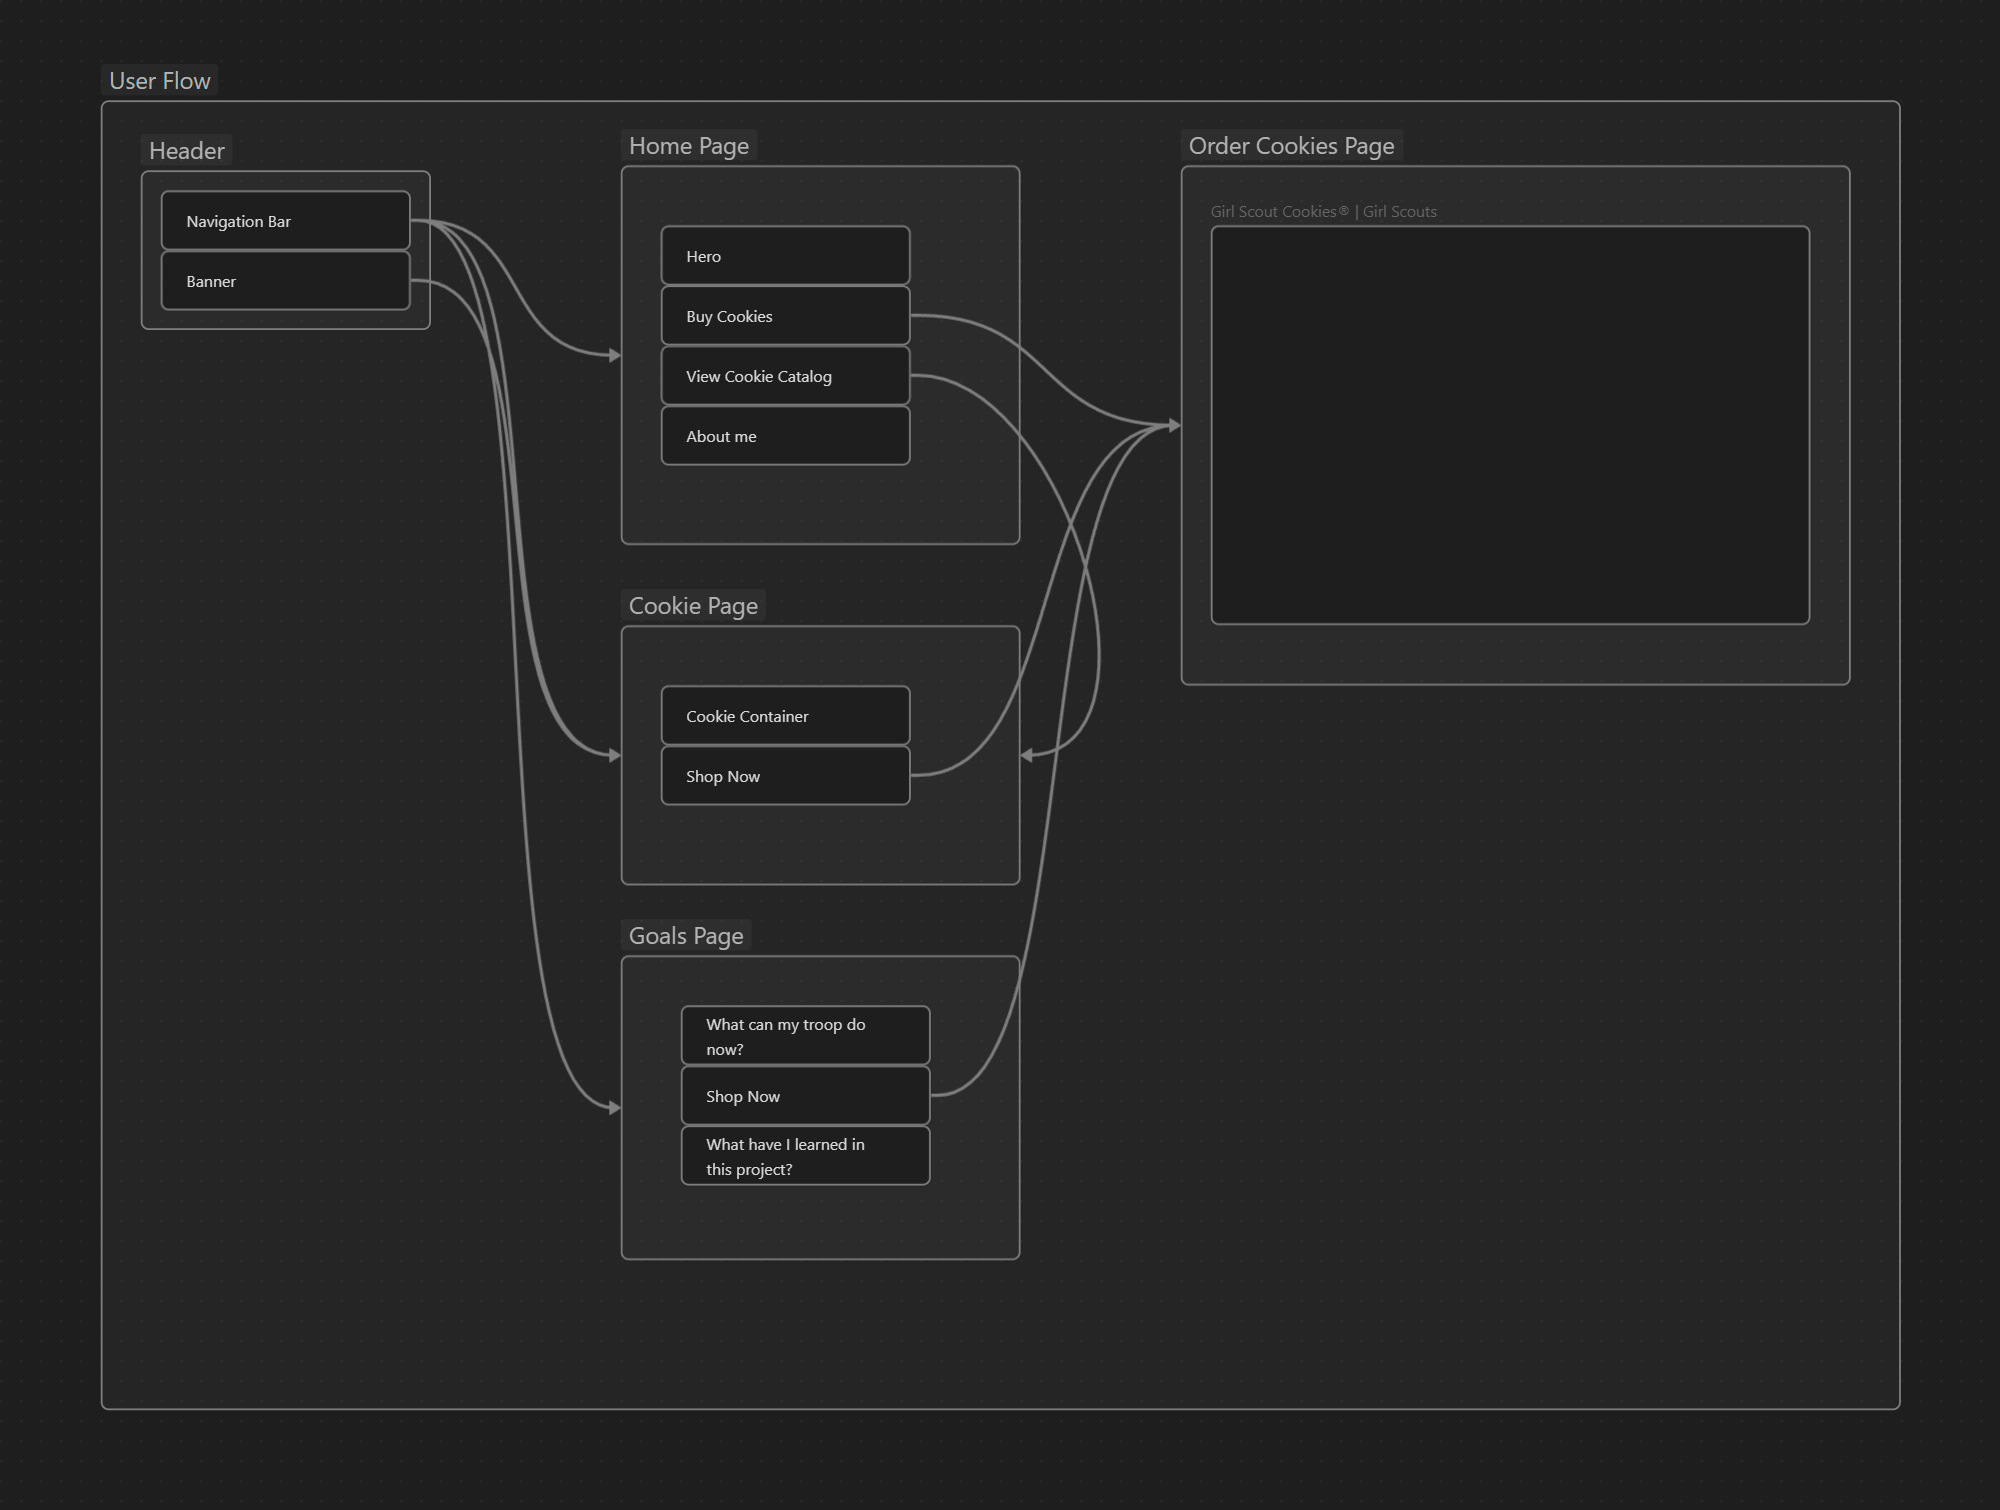 User Flow
Header
Navigation Bar
Banner
Home Page
Hero
Buy Cookies
View Cookie Catalog
About me
Cookie Page
Cookie Container
Shop Now
Goals Page
What can my troop do
now?
Shop Now
What have I learned in
this project?
Order Cookies Page
Girl Scout Cookies® | Girl Scouts